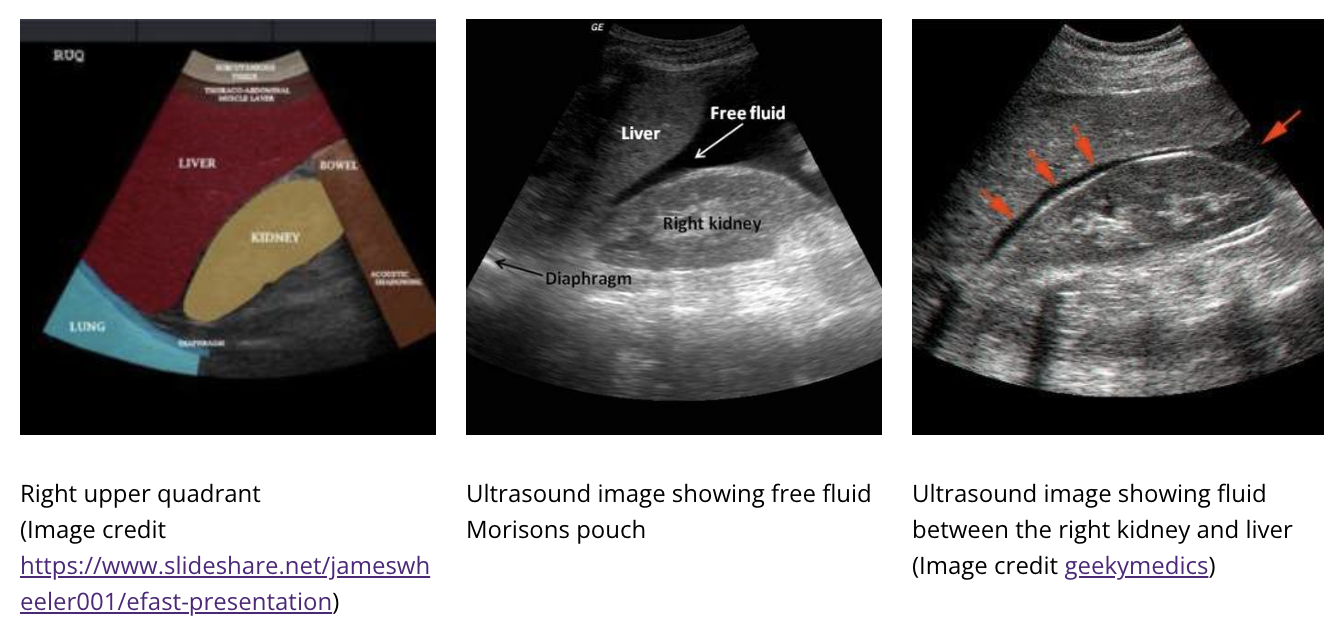 RUQ
SUBCUTANEOUS
TISSUE
THORACO-ABDOMINAL
MUSCLE LAYER
LIVER
BOWEL
KIDNEY
ACOUSTIC
SHADOWING
LUNG
DIAPHRAGM
GE
Free fluid
Liver
Right kidney
Diaphragm
Right upper quadrant
(Image credit
https://www.slideshare.net/jameswh
eeler001/efast-presentation)
Ultrasound image showing free fluid
Morisons pouch
Ultrasound image showing fluid
between the right kidney and liver
(Image credit geekymedics)